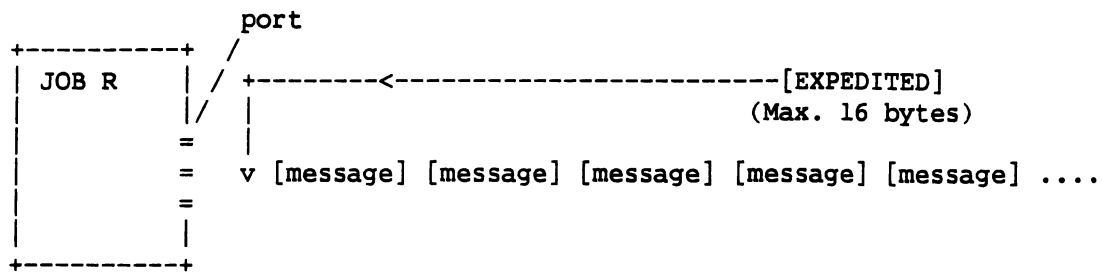 port
JOB R
[EXPEDITED]
(Max. 16 bytes)
v [message] [message] [message] [message] [message] ....